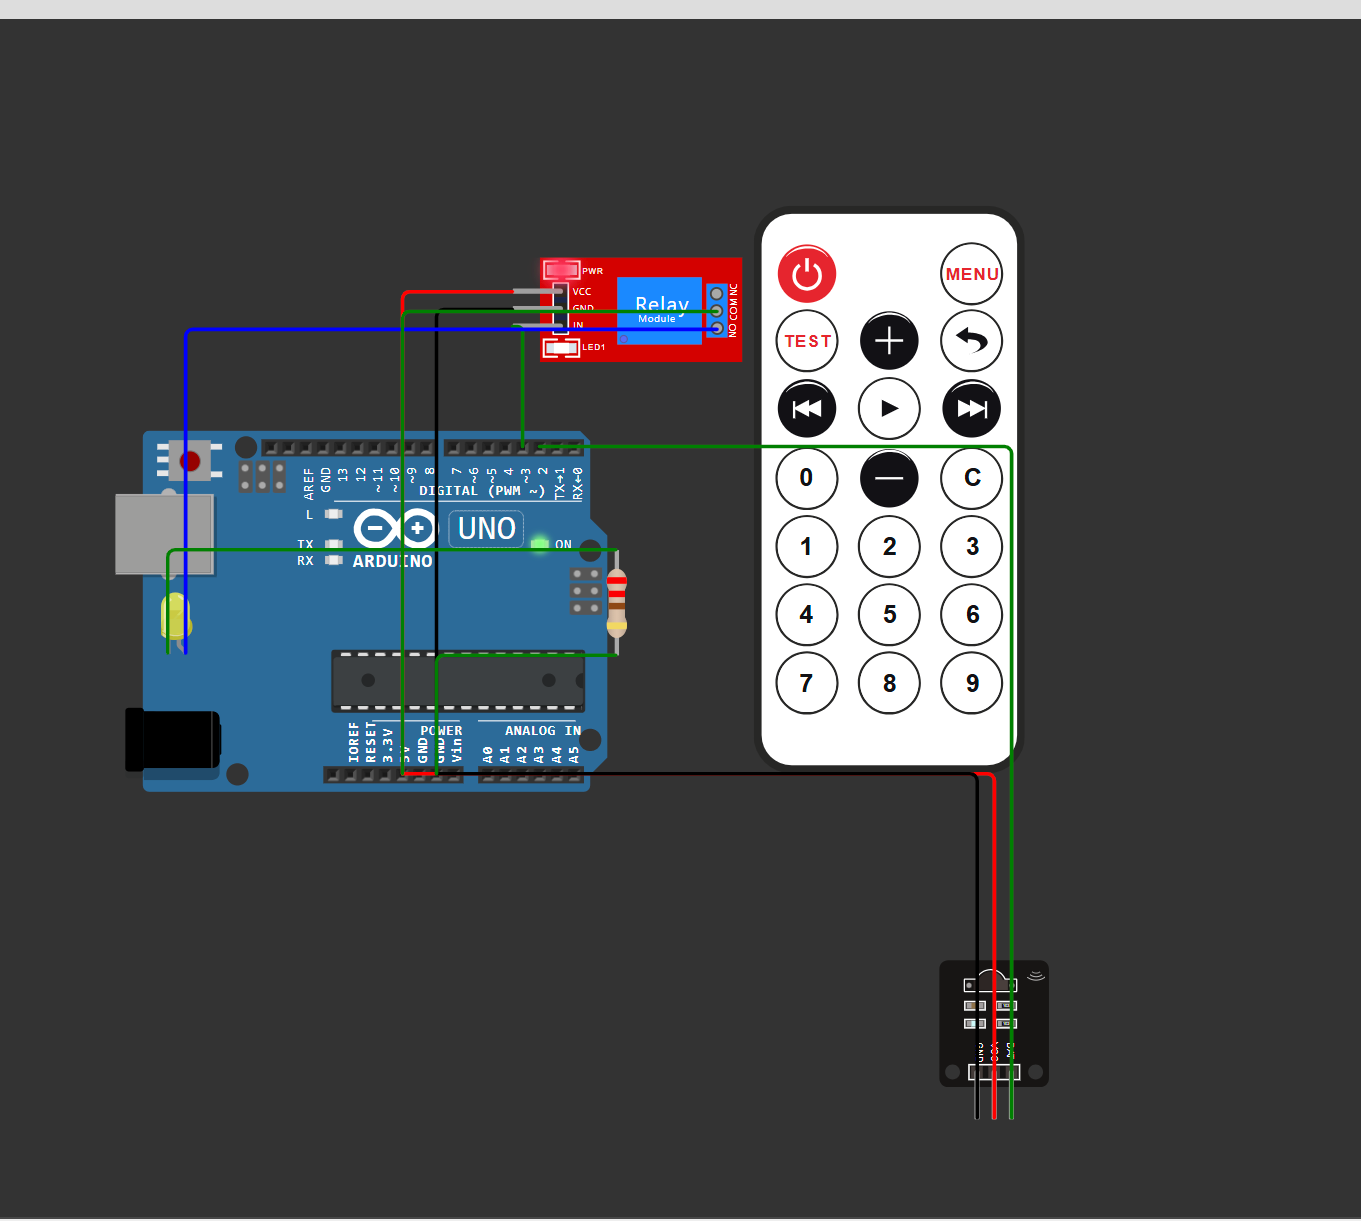 PWR
VCC
GND
IN
LED1
Relay
Module
NO COM NC
MENU
TEST
0
C
1
2
3
4
5
6
7
8
9
AREF
GND
13
12
~11
~10
~9
8
7
~6
~5
4
~3
2
TX→1
RX←0
DIGITAL (PWM ~)
L
TX
RX
UNO
ON
ARDUINO
IOREF
RESET
3.3V
5V
GND
GND
Vin
POWER
ANALOG IN
A0
A1
A2
A3
A4
A5
GND
VCC